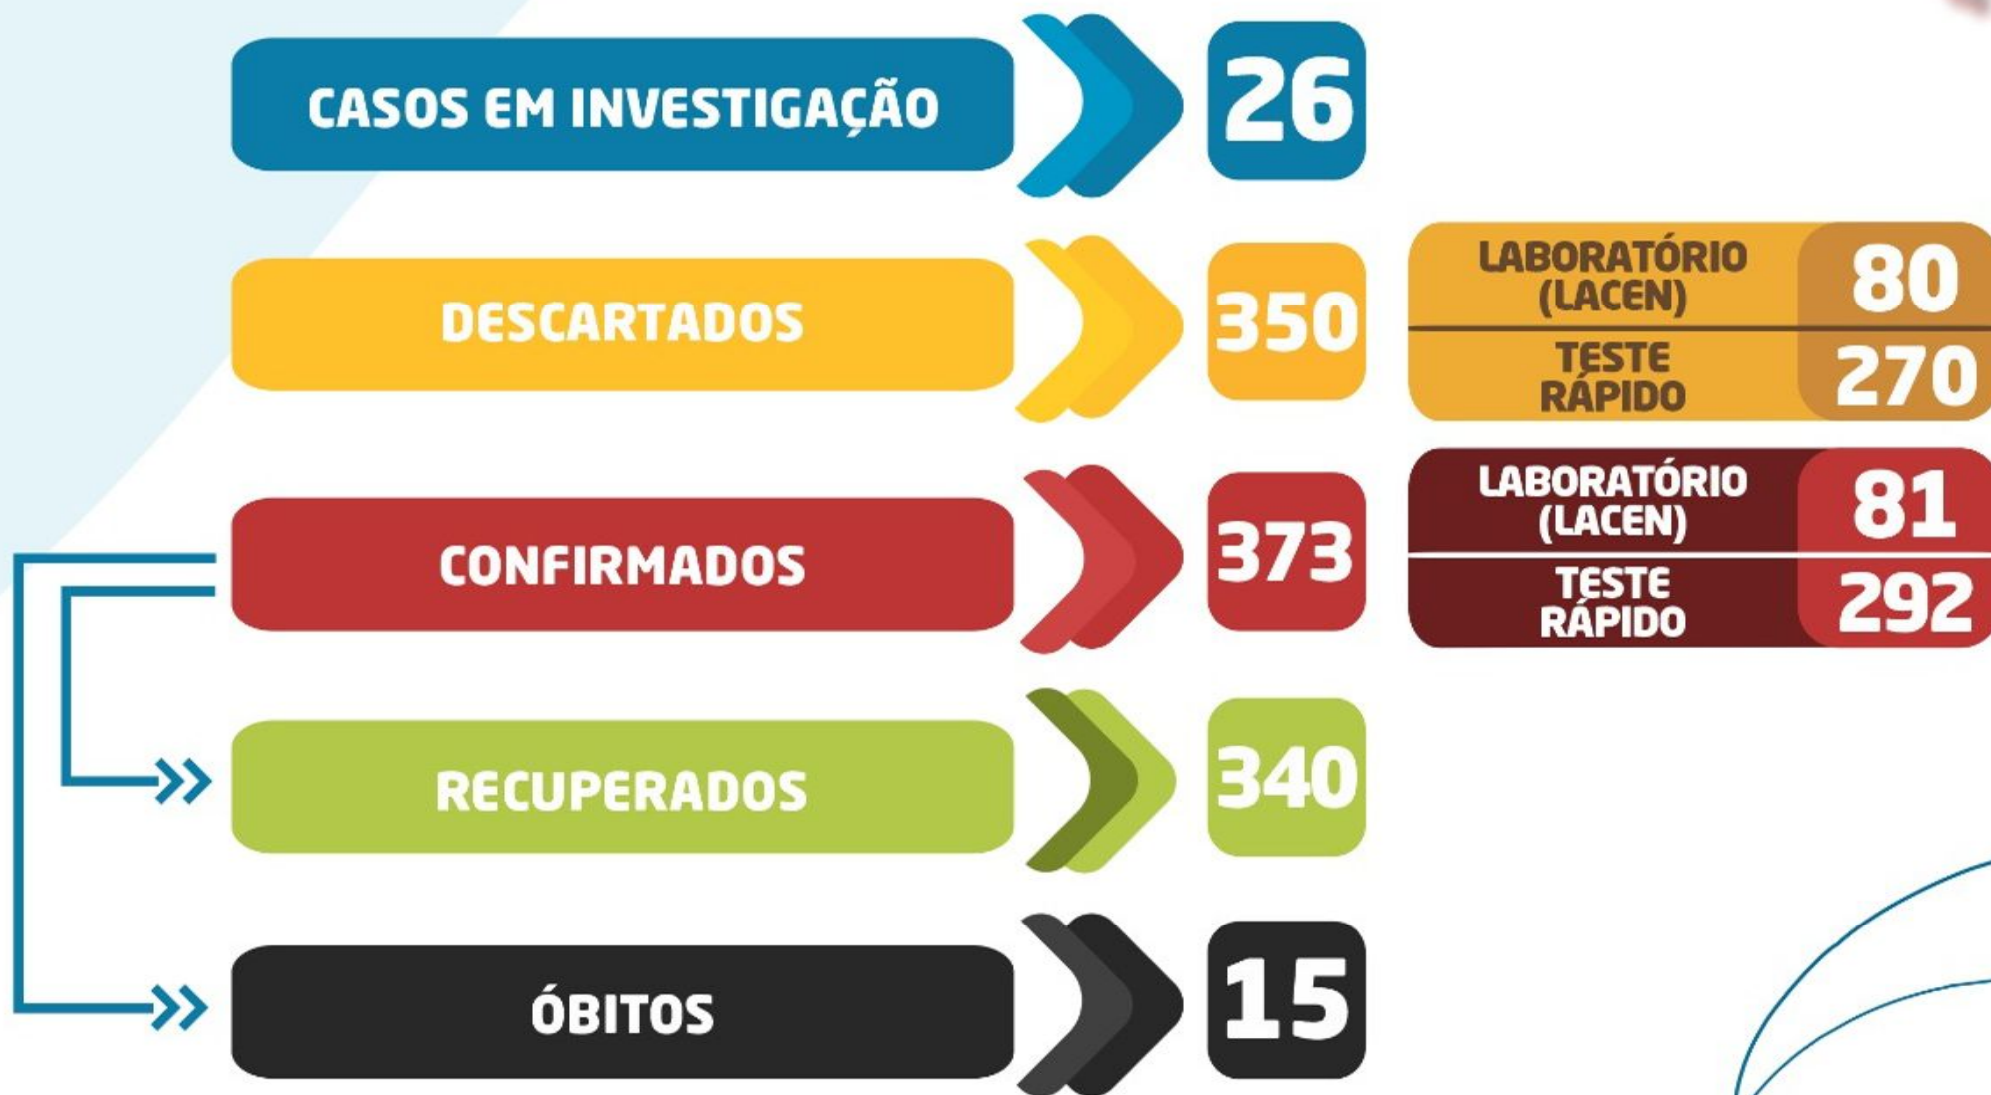 CASOS EM INVESTIGAÇÃO
26
DESCARTADOS
350
LABORATÓRIO
(LACEN)
80
TESTE
RÁPIDO
270
CONFIRMADOS
373
LABORATÓRIO
(LACEN)
81
TESTE
RÁPIDO
292
RECUPERADOS
340
ÓBITOS
15